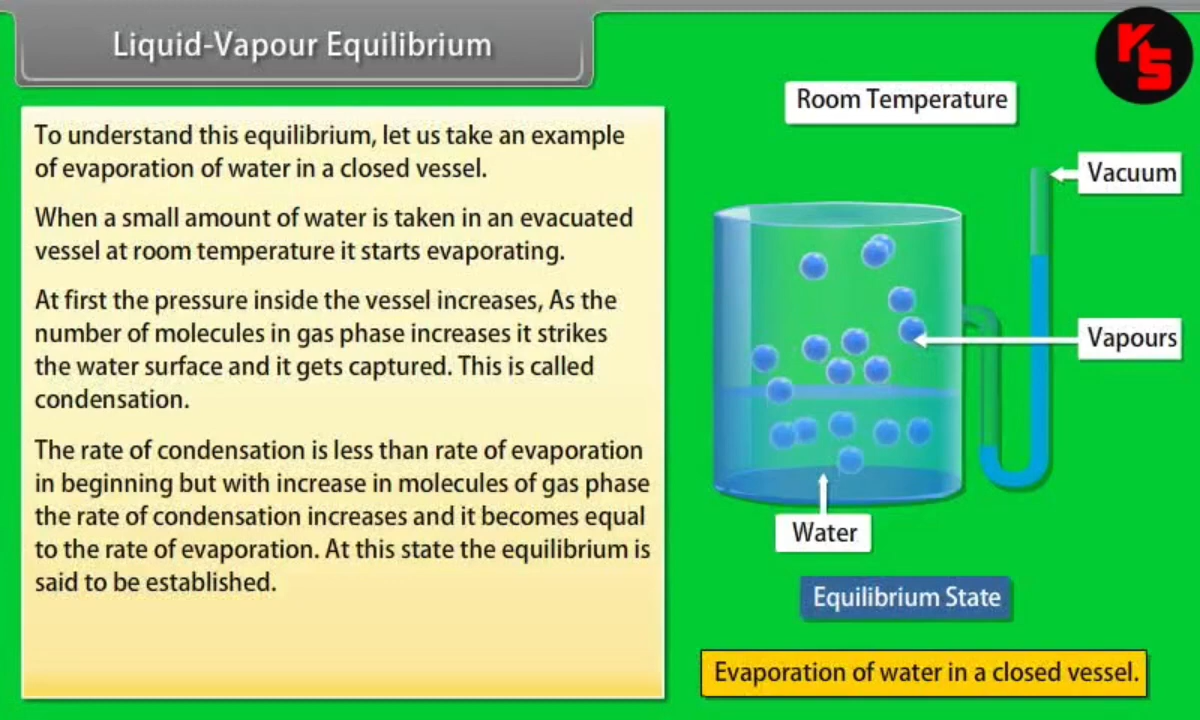 Liquid-Vapour Equilibrium
KS
Room Temperature
To understand this equilibrium, let us take an example
of evaporation of water in a closed vessel.
When a small amount of water is taken in an evacuated
vessel at room temperature it starts evaporating.
At first the pressure inside the vessel increases, As the
number of molecules in gas phase increases it strikes
the water surface and it gets captured. This is called
condensation.
The rate of condensation is less than rate of evaporation
in beginning but with increase in molecules of gas phase
the rate of condensation increases and it becomes equal
to the rate of evaporation. At this state the equilibrium is
said to be established.
Vacuum
Vapours
Water
Equilibrium State
Evaporation of water in a closed vessel.